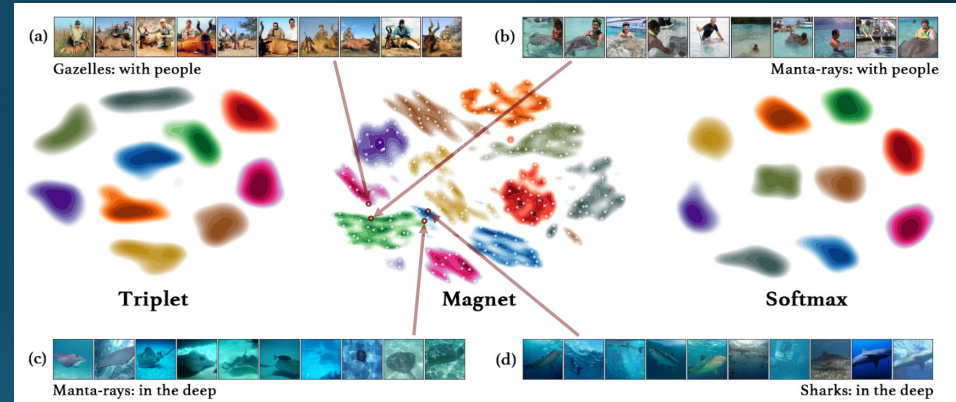 (a)
Gazelles: with people
(b)
Manta-rays: with people
Triplet
Magnet
Softmax
(c)
Manta-rays: in the deep
(d)
Sharks: in the deep